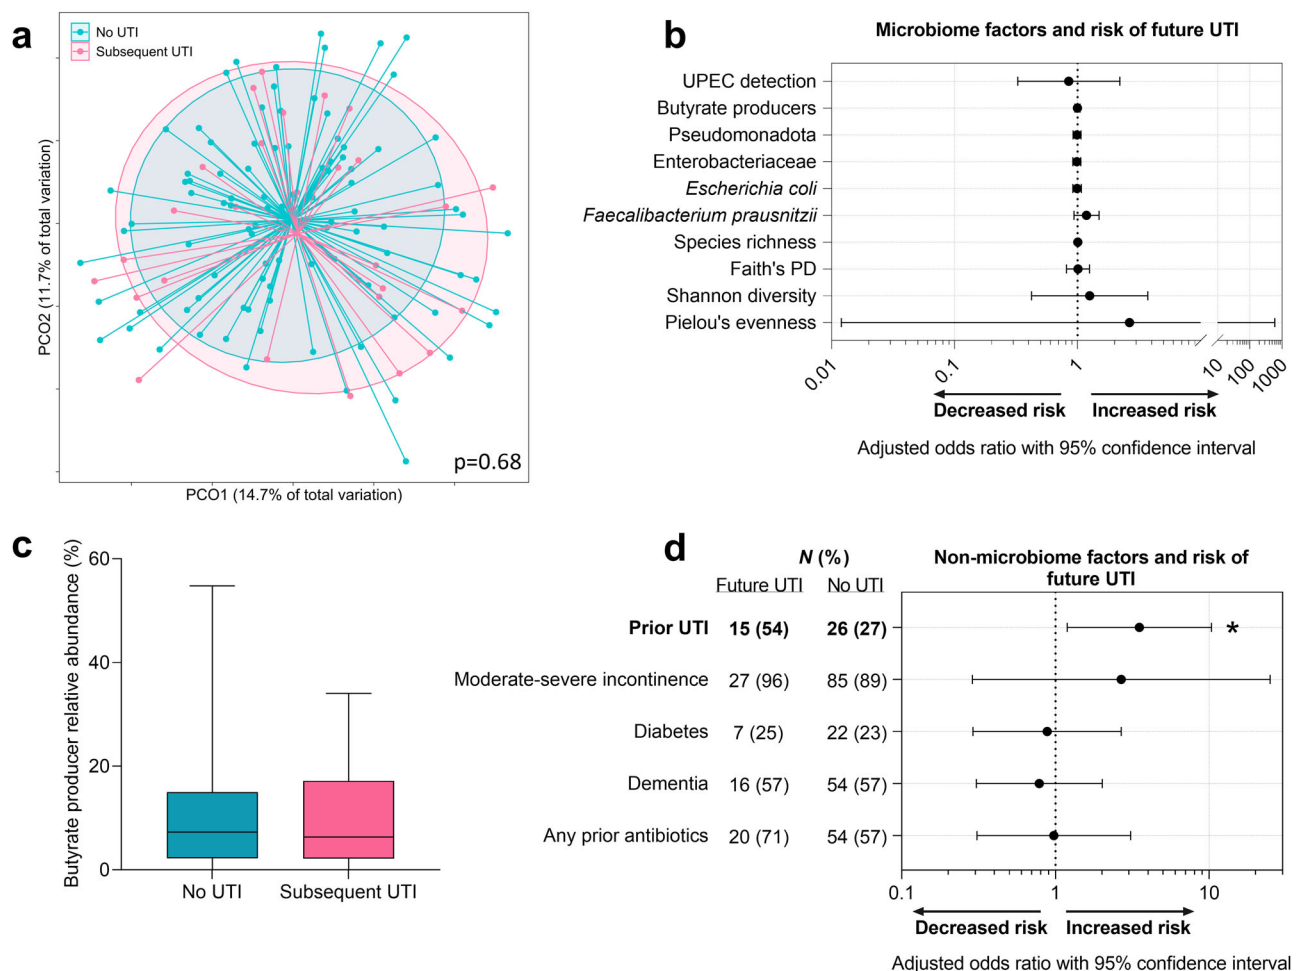 a
No UTI
Subsequent UTI
PCO2 (11.7% of total variation)
p=0.68
PCO1 (14.7% of total variation)
b
Microbiome factors and risk of future UTI
UPEC detection
Butyrate producers
Pseudomonadota
Enterobacteriaceae
Escherichia coli
Faecalibacterium prausnitzii
Species richness
Faith's PD
Shannon diversity
Pielou's evenness
0.01 0.1 1 10 100 1000
Decreased risk Increased risk
Adjusted odds ratio with 95% confidence interval
c
Butyrate producer relative abundance (%)
60
40
20
0
No UTI Subsequent UTI
d
N (%)
Future UTI No UTI
Non-microbiome factors and risk of
future UTI
Prior UTI 15 (54) 26 (27) *
Moderate-severe incontinence 27 (96) 85 (89)
Diabetes 7 (25) 22 (23)
Dementia 16 (57) 54 (57)
Any prior antibiotics 20 (71) 54 (57)
0.1 1 10
Decreased risk Increased risk
Adjusted odds ratio with 95% confidence interval